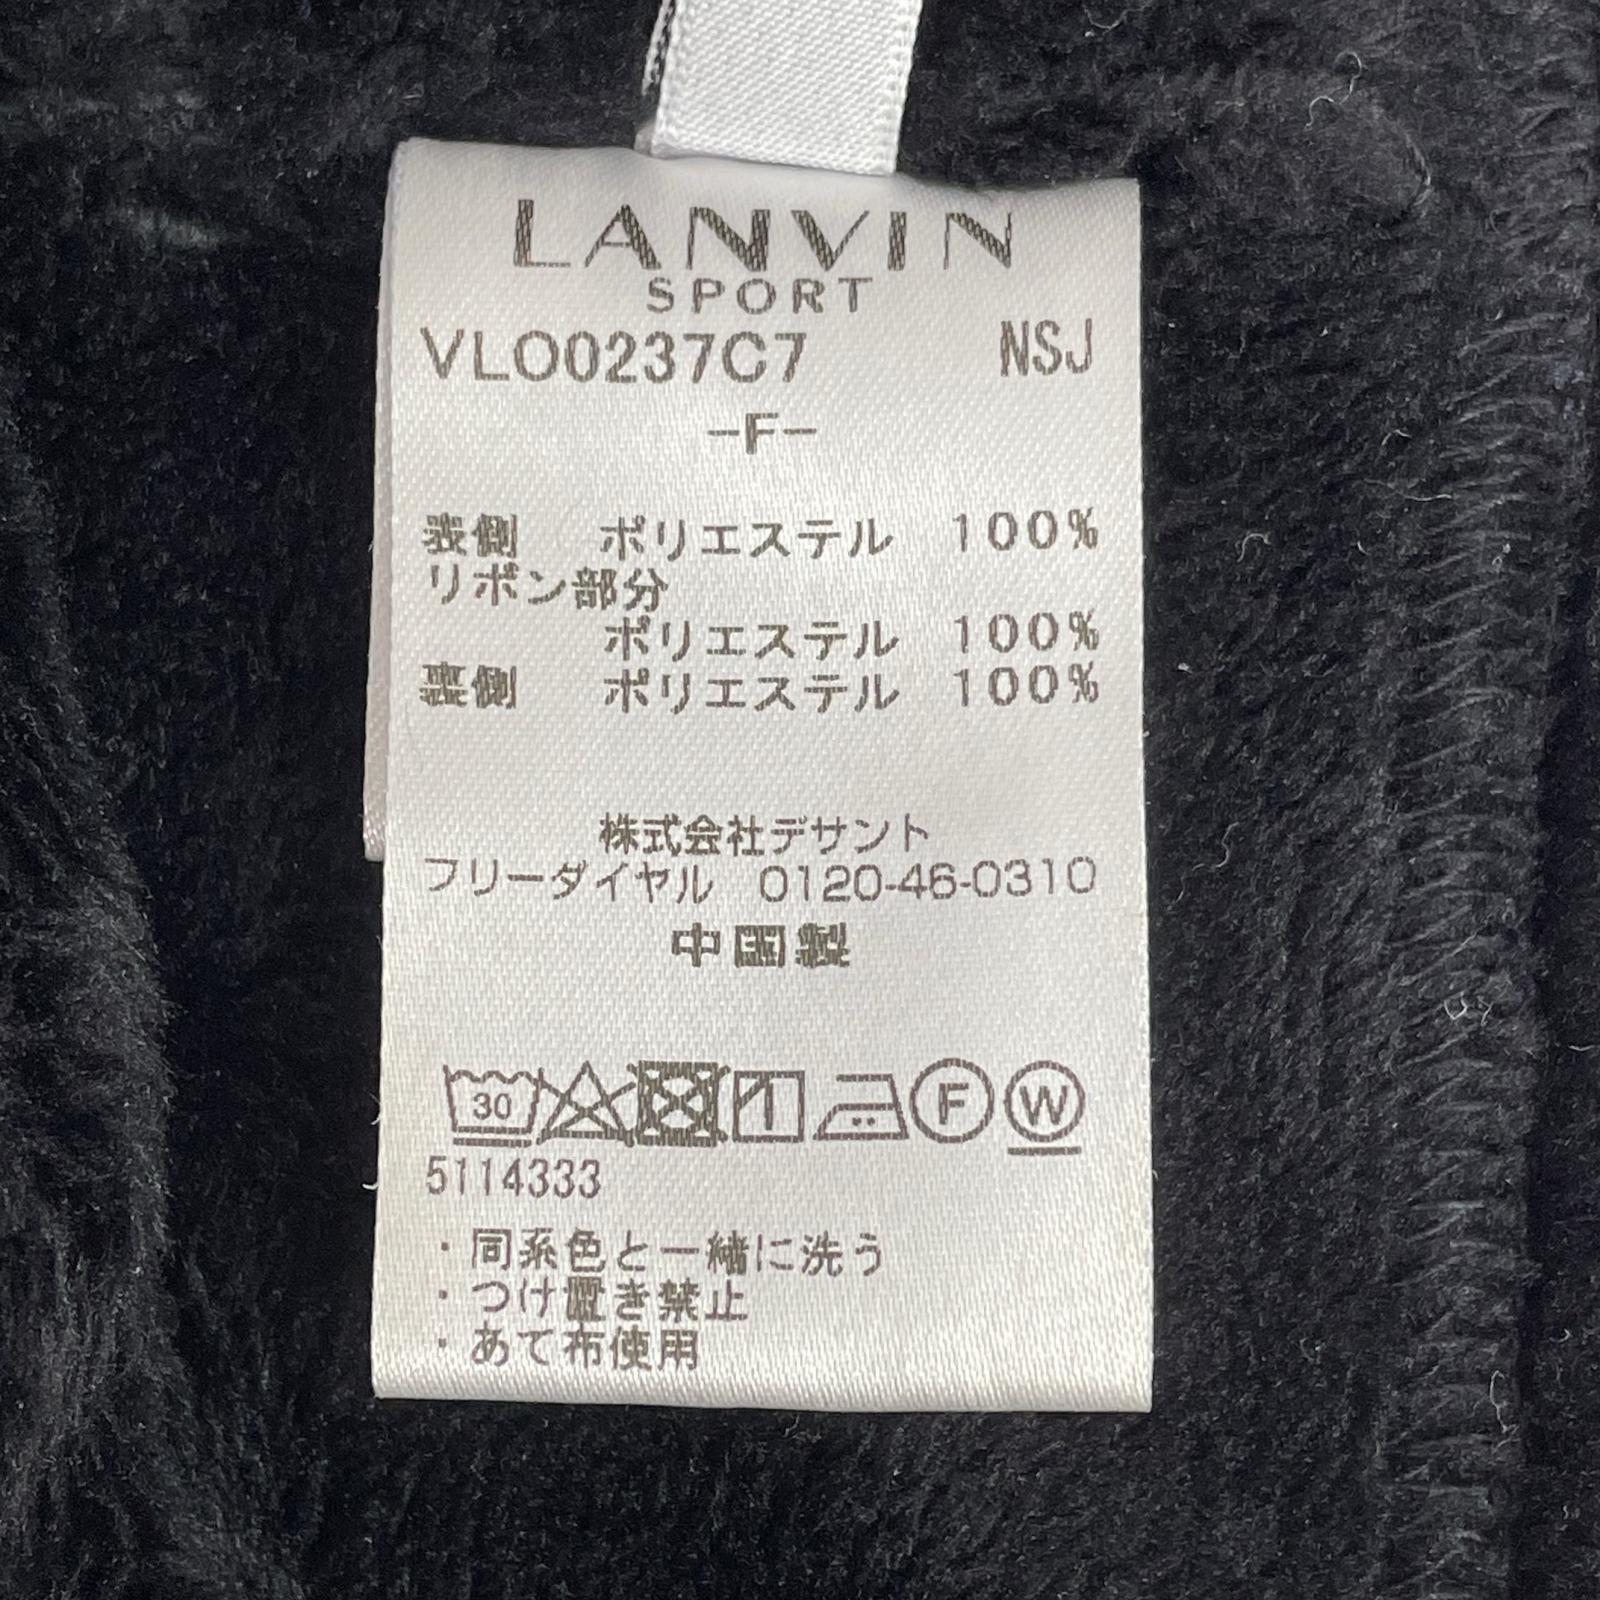 LANVIN
SPORT
VLO0237C7 NSJ
-F-
表側 ポリエステル 100%
リボン部分
ポリエステル 100%
裏側 ポリエステル 100%
株式会社デサント
フリーダイヤル 0120-46-0310
中国製
30 F W
5114333
・同系色と一緒に洗う
・つけ置き禁止
・あて布使用